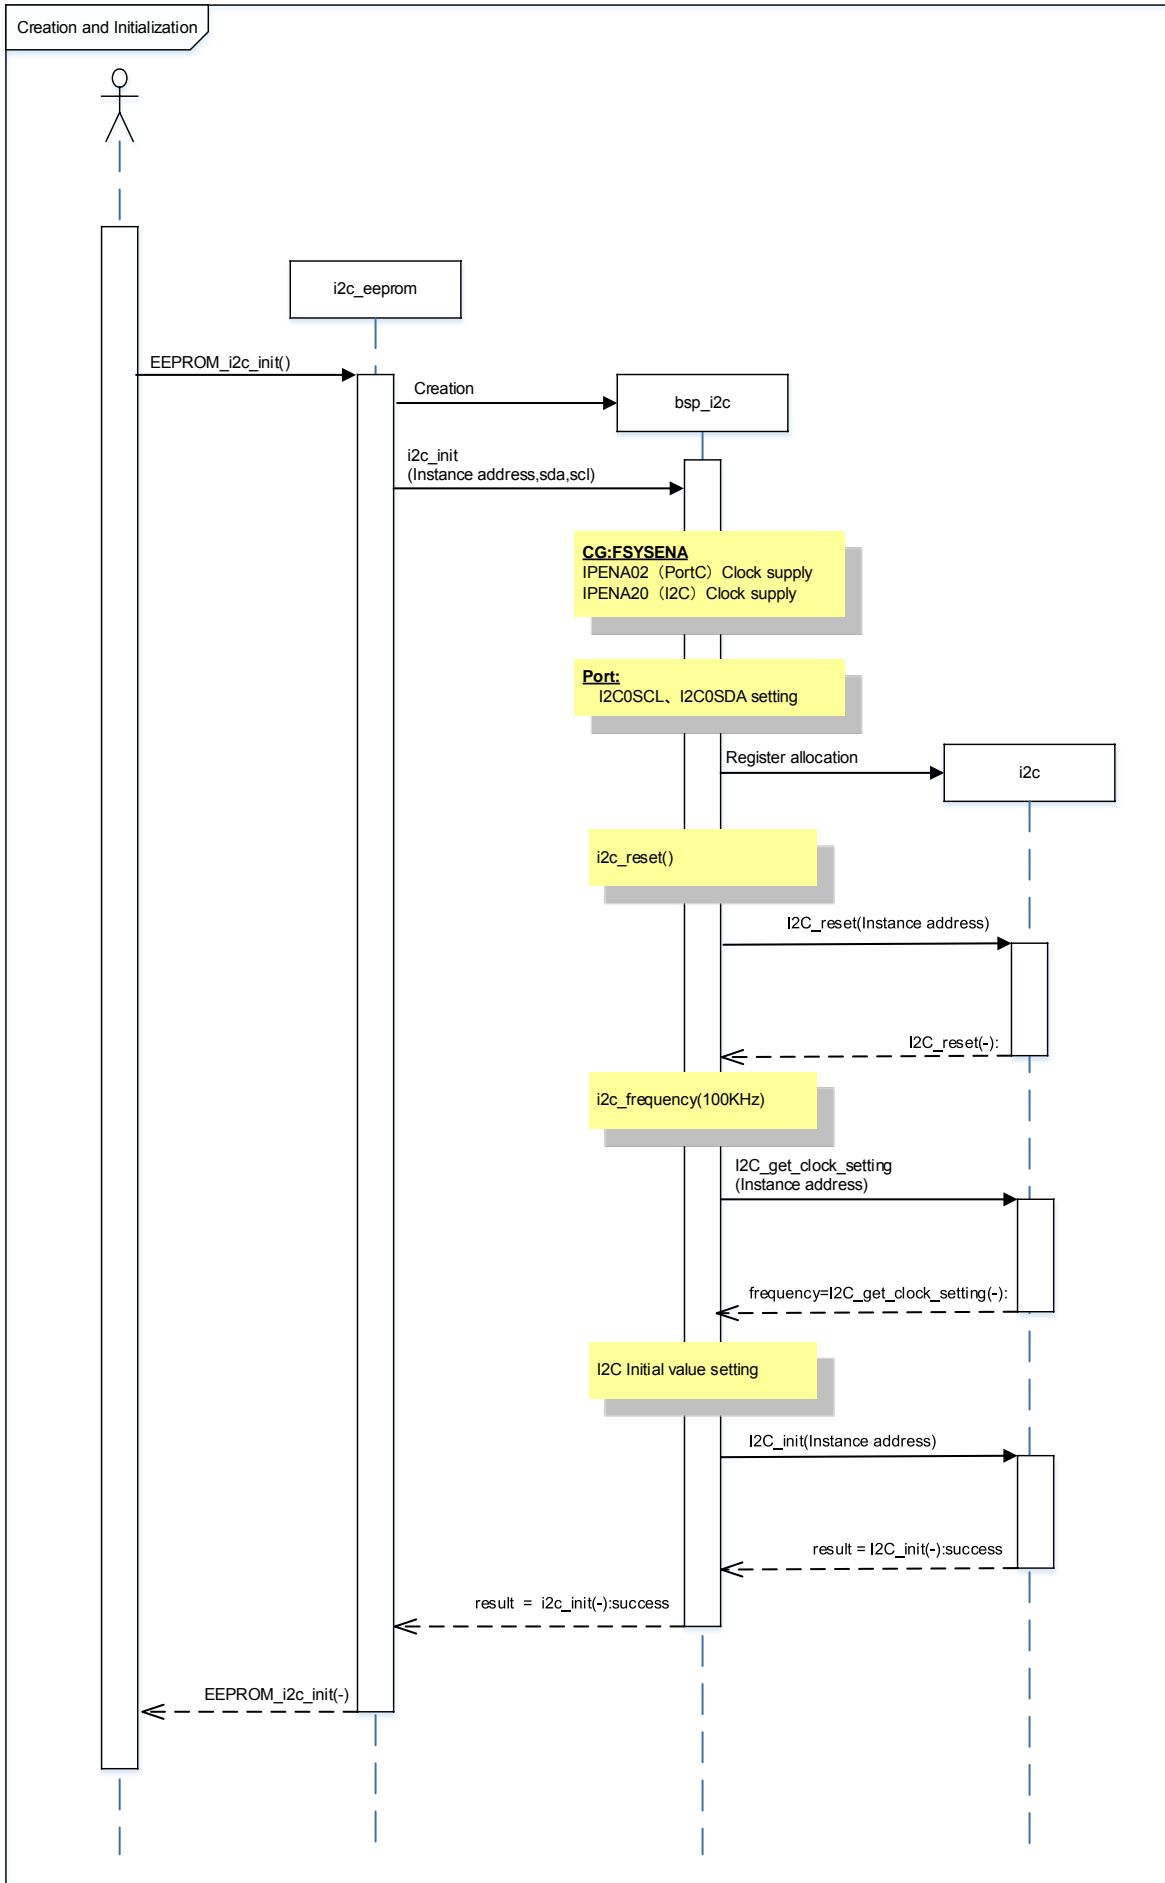 Creation and Initialization
i2c_eeprom
EEPROM_i2c_init()
Creation
bsp_i2c
i2c_init
(Instance address,sda,scl)
CG:FSYSENA
IPENA02（PortC）Clock supply
IPENA20（I2C）Clock supply
Port:
I2C0SCL、I2C0SDA setting
Register allocation
i2c
i2c_reset()
I2C_reset(Instance address)
I2C_reset(-):
i2c_frequency(100KHz)
I2C_get_clock_setting
(Instance address)
frequency=I2C_get_clock_setting(-):
I2C Initial value setting
I2C_init(Instance address)
result = I2C_init(-):success
result = i2c_init(-):success
EEPROM_i2c_init(-)